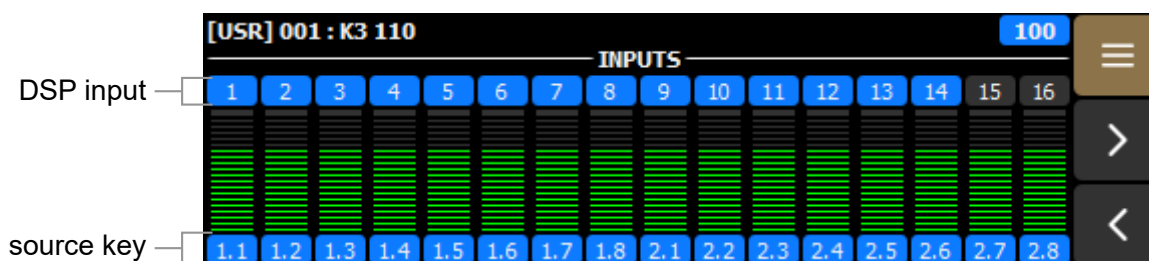 [USR] 001 : K3 110 100
INPUTS
DSP input 1 2 3 4 5 6 7 8 9 10 11 12 13 14 15 16
source key 1.1 1.2 1.3 1.4 1.5 1.6 1.7 1.8 2.1 2.2 2.3 2.4 2.5 2.6 2.7 2.8